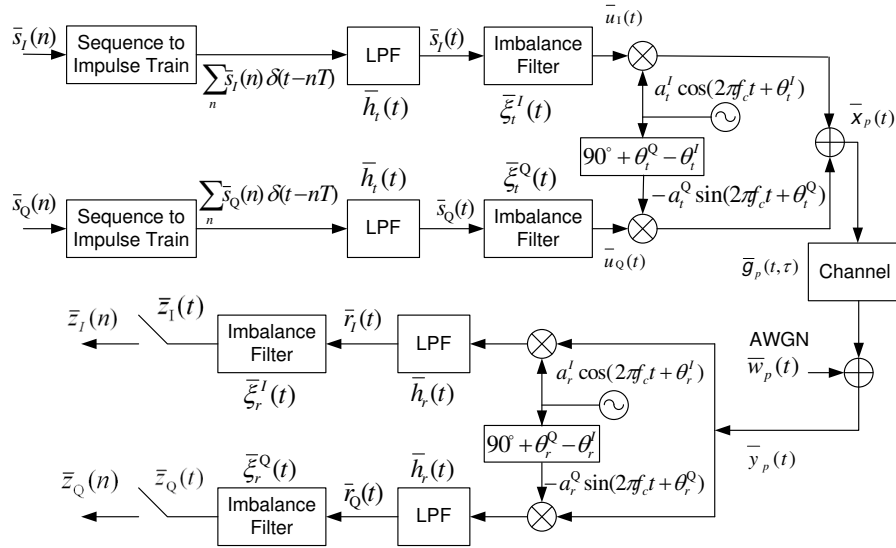 s̄_I(n)
Sequence to
Impulse Train
∑_n s̄_I(n) δ(t−nT)
LPF
h̄_t(t)
s̄_I(t)
Imbalance
Filter
ξ̄_t^I(t)
ū_I(t)
a_t^I cos(2πf_c t + θ_t^I)
90° + θ_t^Q − θ_t^I
−a_t^Q sin(2πf_c t + θ_t^Q)
x̄_p(t)
s̄_Q(n)
Sequence to
Impulse Train
∑_n s̄_Q(n) δ(t−nT)
h̄_t(t)
LPF
s̄_Q(t)
ξ̄_t^Q(t)
Imbalance
Filter
ū_Q(t)
ḡ_p(t,τ)
Channel
AWGN
w̄_p(t)
ȳ_p(t)
z̄_I(n)
z̄_I(t)
Imbalance
Filter
ξ̄_r^I(t)
r̄_I(t)
LPF
h̄_r(t)
a_r^I cos(2πf_c t + θ_r^I)
90° + θ_r^Q − θ_r^I
−a_r^Q sin(2πf_c t + θ_r^Q)
z̄_Q(n)
z̄_Q(t)
ξ̄_r^Q(t)
Imbalance
Filter
r̄_Q(t)
h̄_r(t)
LPF